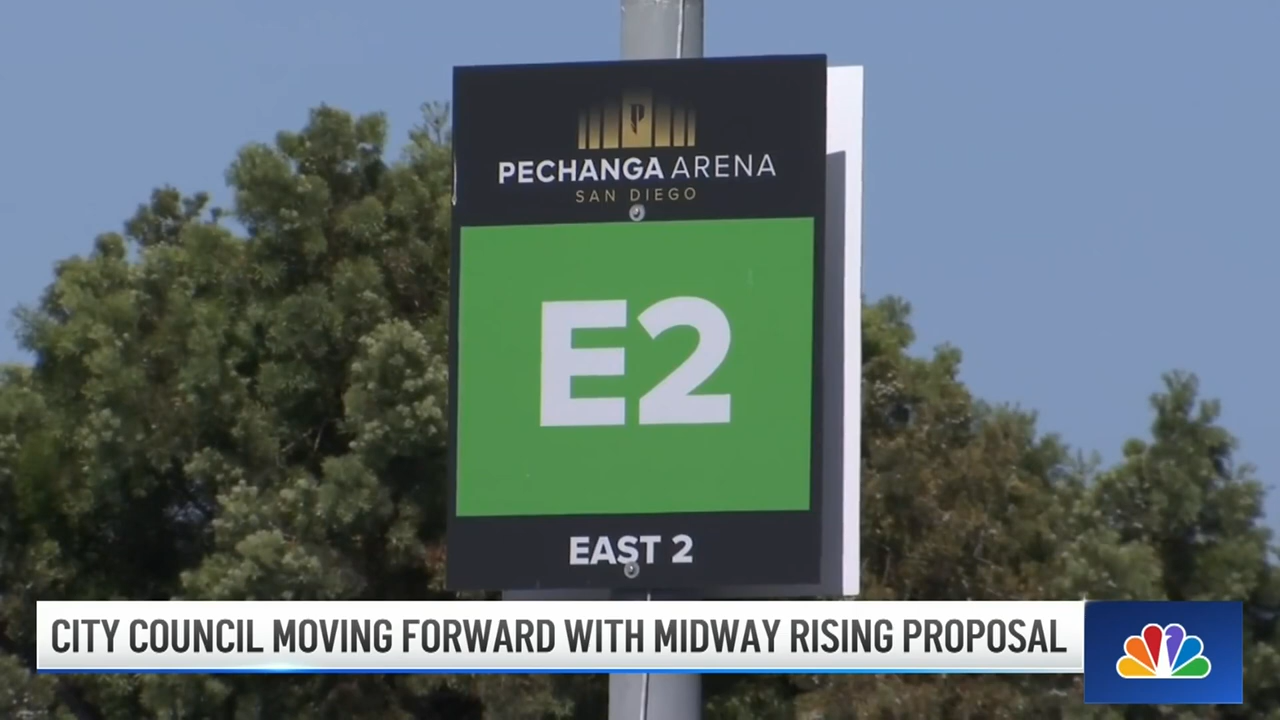 P
PECHANGA ARENA
SAN DIEGO
E2
EAST 2
CITY COUNCIL MOVING FORWARD WITH MIDWAY RISING PROPOSAL